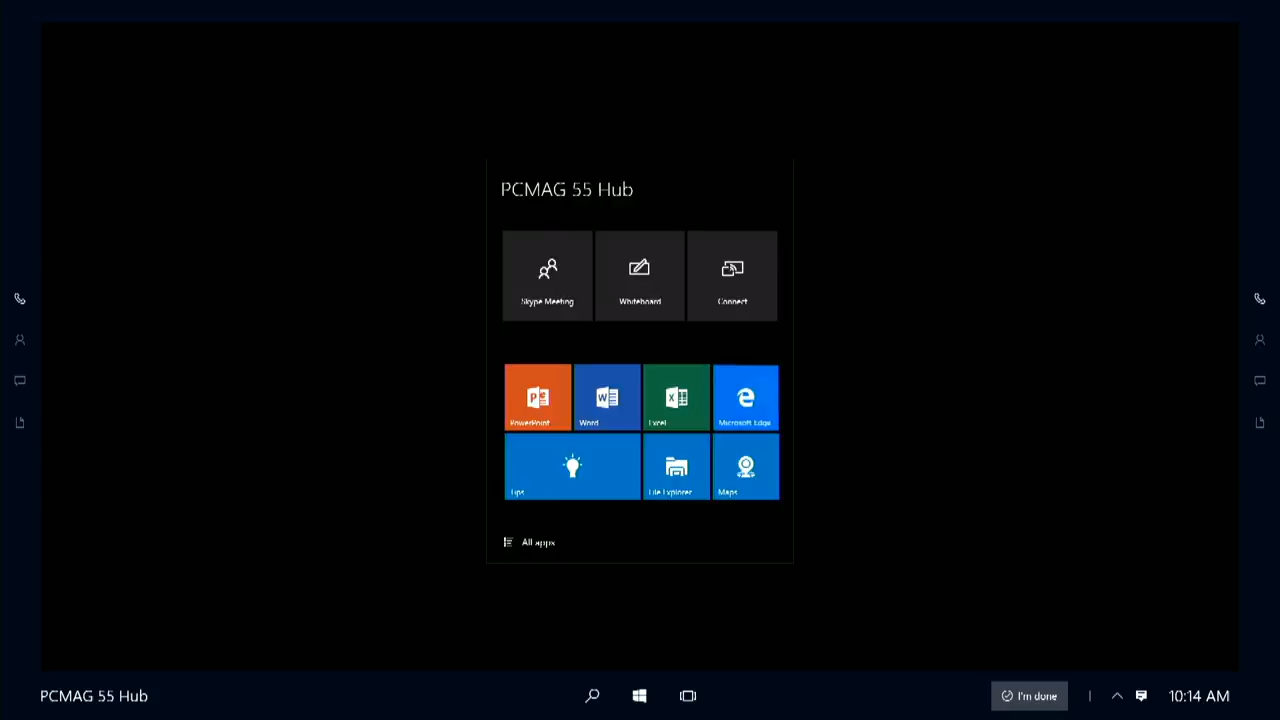 PCMAG 55 Hub
Skype Meeting
Whiteboard
Connect
PowerPoint
Word
Excel
Microsoft Edge
Tips
File Explorer
Maps
All apps
PCMAG 55 Hub
I'm done
10:14 AM